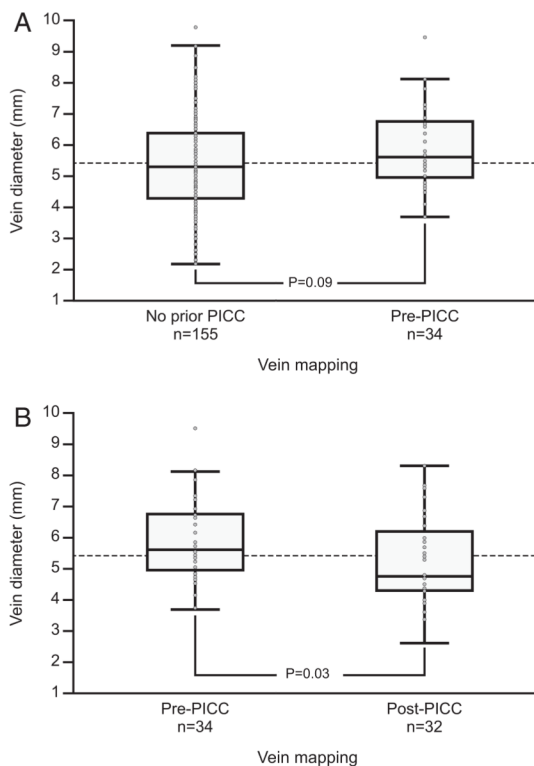 A
10
9
8
7
6
5
4
3
2
1
Vein diameter (mm)
P=0.09
No prior PICC
n=155
Pre-PICC
n=34
Vein mapping
B
10
9
8
7
6
5
4
3
2
1
Vein diameter (mm)
P=0.03
Pre-PICC
n=34
Post-PICC
n=32
Vein mapping